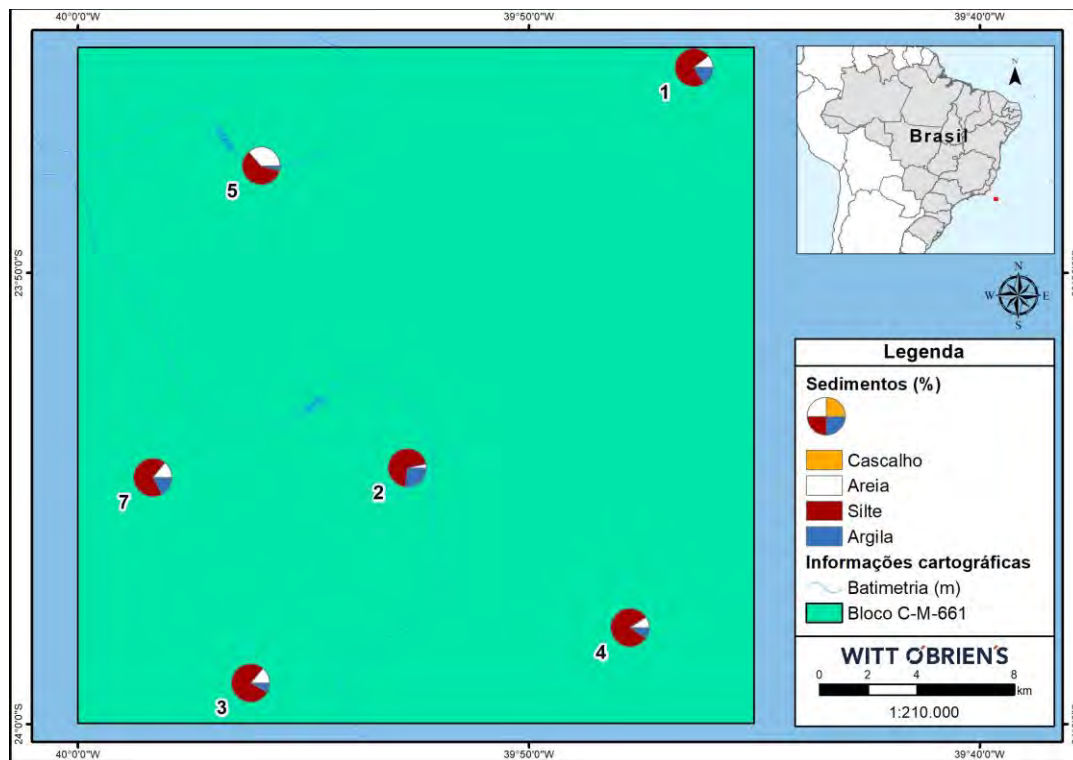 40°0'0"W
39°50'0"W
39°40'0"W
1
N
Brasil
5
23°50'0"S
N
W E
S
Legenda
Sedimentos (%)
Cascalho
Areia
Silte
Argila
Informações cartográficas
Batimetria (m)
Bloco C-M-661
2
7
4
3
WITT O'BRIEN'S
0 2 4 8
km
1:210.000
24°0'0"S
40°0'0"W
39°50'0"W
39°40'0"W